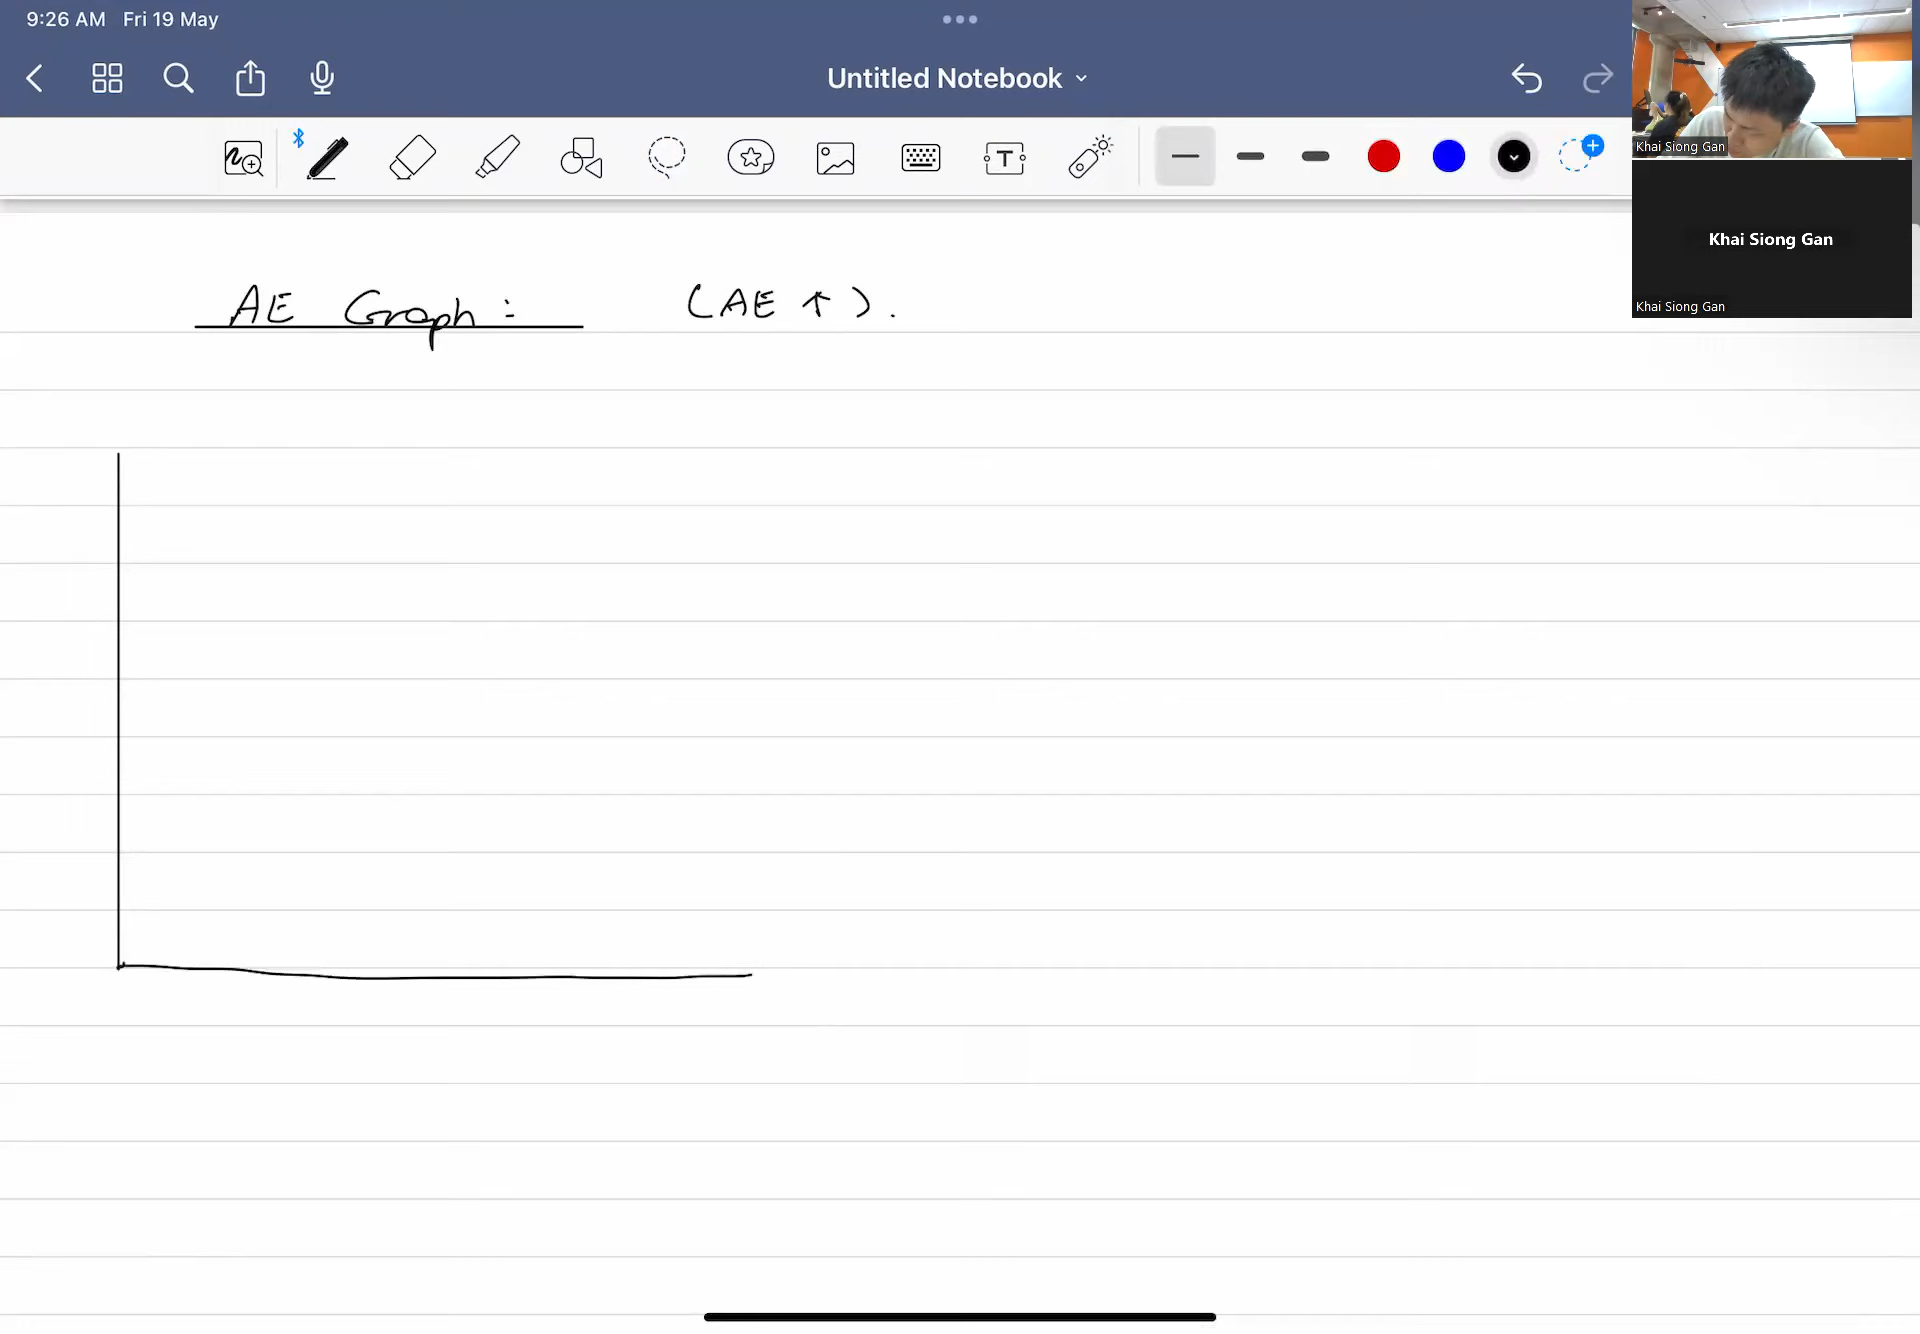 9:26 AM Fri 19 May
Untitled Notebook
T
Khai Siong Gan
Khai Siong Gan
Khai Siong Gan
AE Graph : (AE ↑).